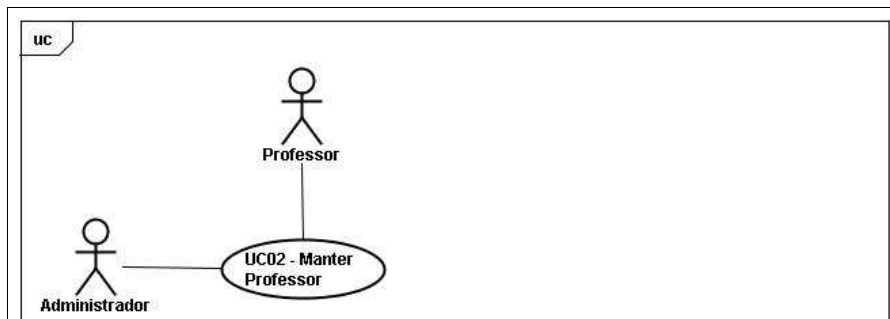 uc
Professor
UC02 - Manter
Professor
Administrador